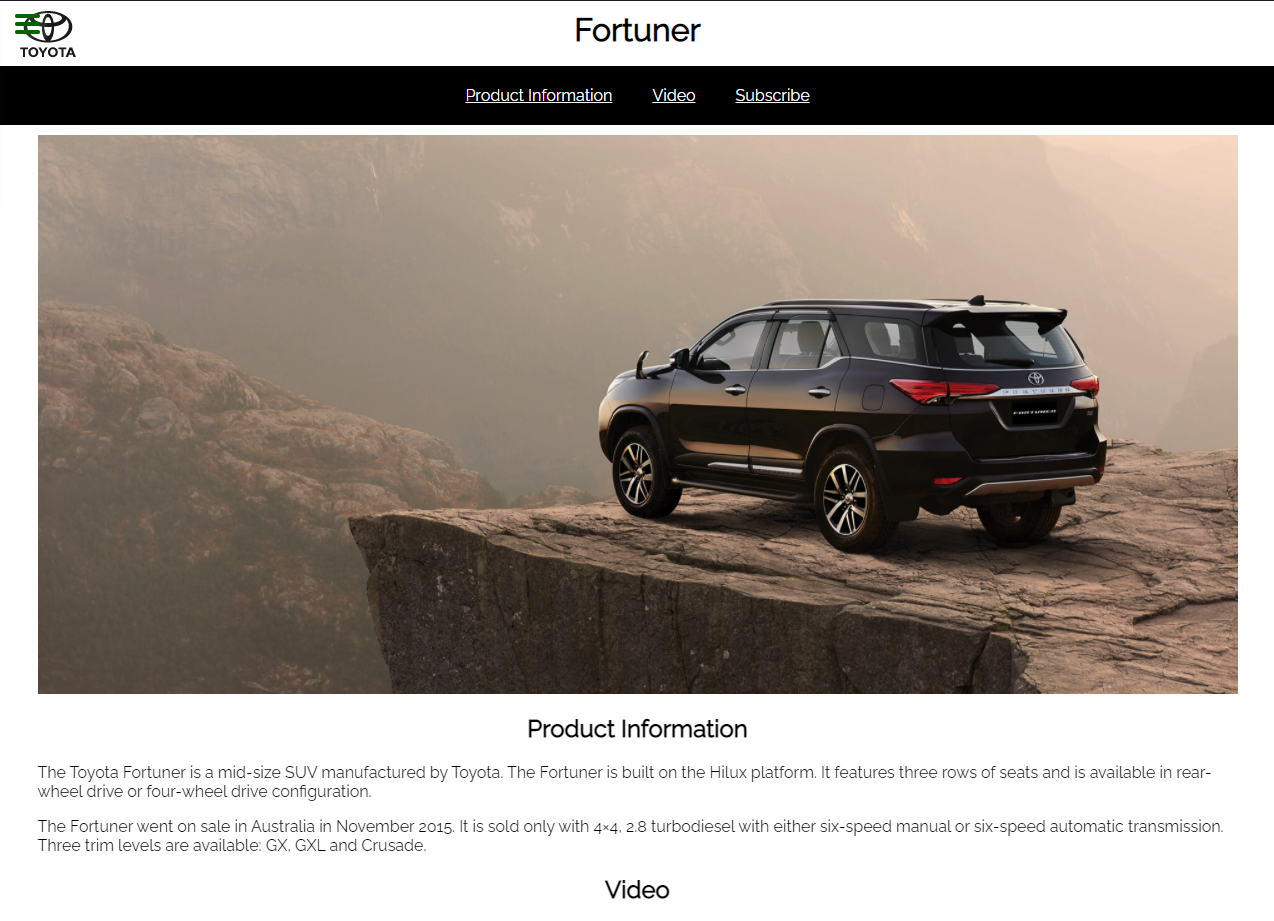 TOYOTA
Fortuner
Product Information
Video
Subscribe
FORTUNER
Product Information
The Toyota Fortuner is a mid-size SUV manufactured by Toyota. The Fortuner is built on the Hilux platform. It features three rows of seats and is available in rear-
wheel drive or four-wheel drive configuration.
The Fortuner went on sale in Australia in November 2015. It is sold only with 4×4, 2.8 turbodiesel with either six-speed manual or six-speed automatic transmission.
Three trim levels are available: GX, GXL and Crusade.
Video